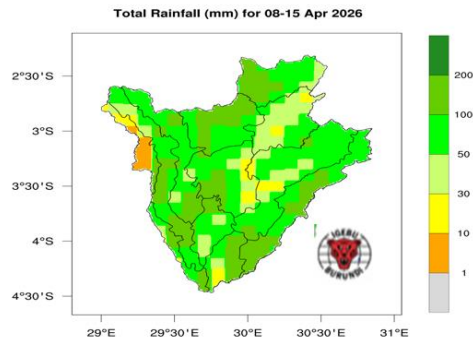 Total Rainfall (mm) for 08-15 Apr 2026
2°30'S
3°S
3°30'S
4°S
4°30'S
29°E
29°30'E
30°E
30°30'E
31°E
200
100
50
30
10
1
IGEBU
BURUNDI